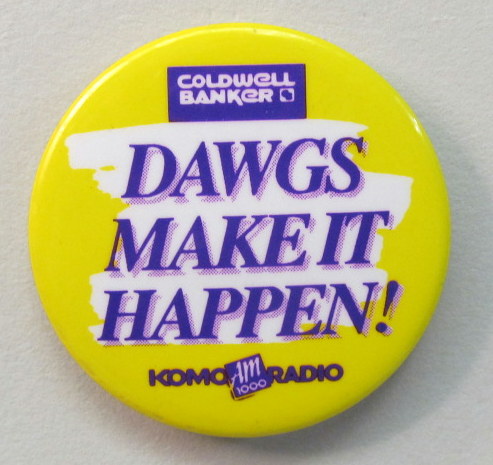 COLDWELL
BANKER
DAWGS
MAKE IT
HAPPEN!
KOMO AM 1000 RADIO